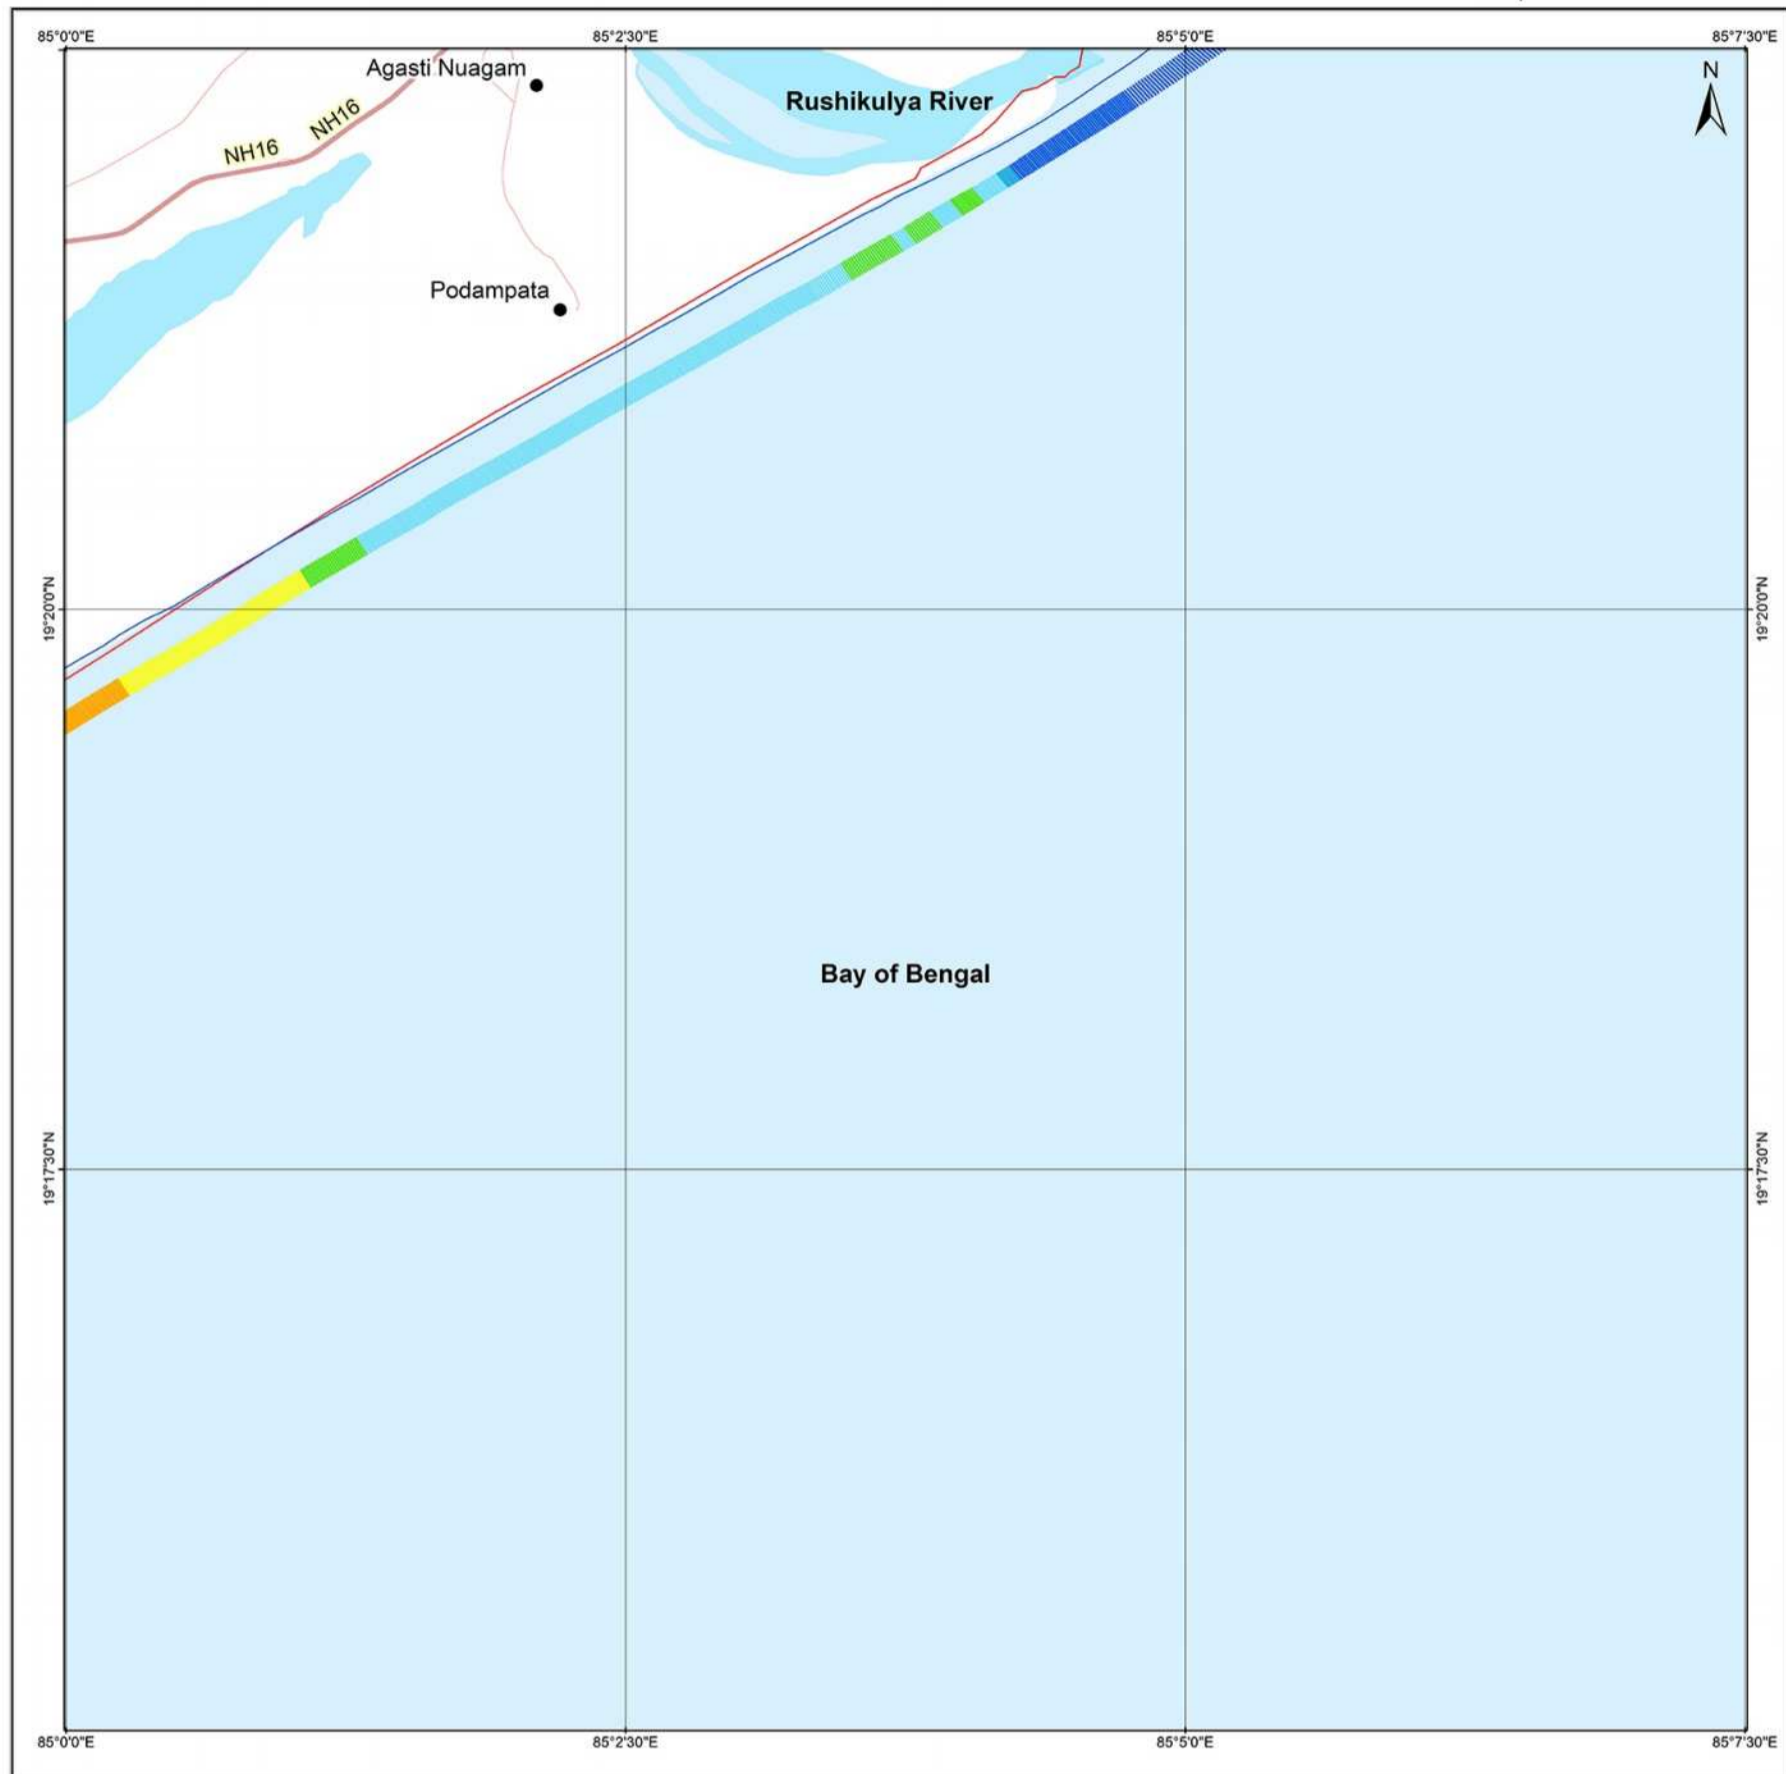 85°0'0"E 85°2'30"E 85°5'0"E 85°7'30"E
Agasti Nuagam
N
Rushikulya River
NH16
NH16
Podampata
19°20'0"N 19°20'0"N
Bay of Bengal
19°17'30"N 19°17'30"N
85°0'0"E 85°2'30"E 85°5'0"E 85°7'30"E